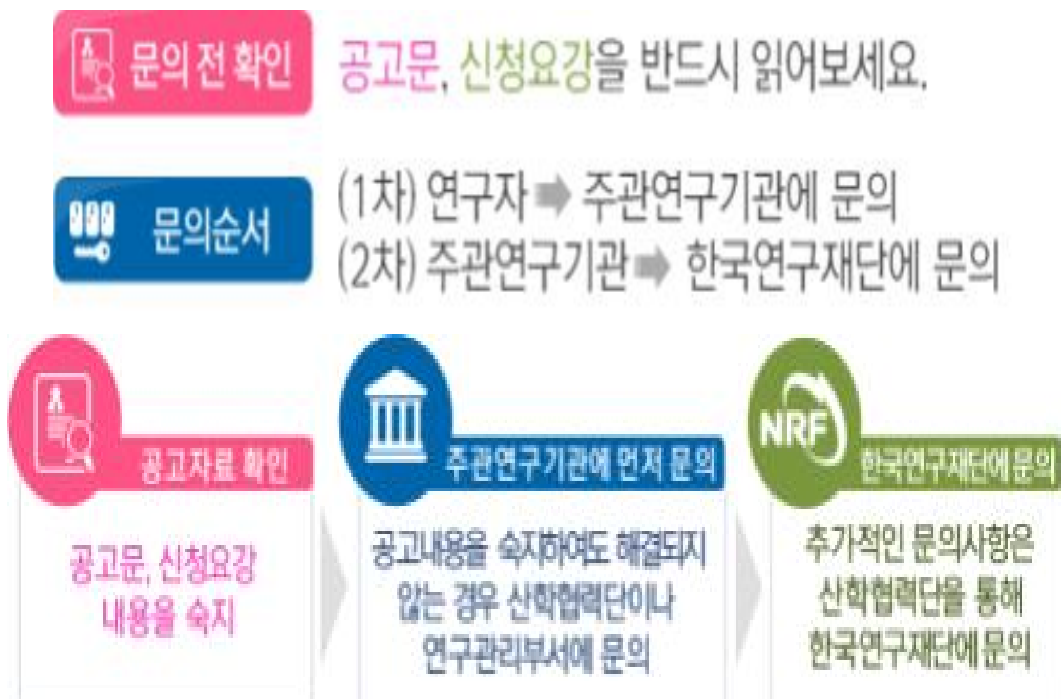 문의 전 확인 공고문, 신청요강을 반드시 읽어보세요.
문의순서
(1차) 연구자 ➡ 주관연구기관에 문의
(2차) 주관연구기관 ➡ 한국연구재단에 문의
공고자료 확인
공고문, 신청요강
내용을 숙지
주관연구기관에 먼저 문의
공고내용을 숙지하여도 해결되지
않는 경우 산학협력단이나
연구관리부서에 문의
NRF
한국연구재단에 문의
추가적인 문의사항은
산학협력단을 통해
한국연구재단에 문의